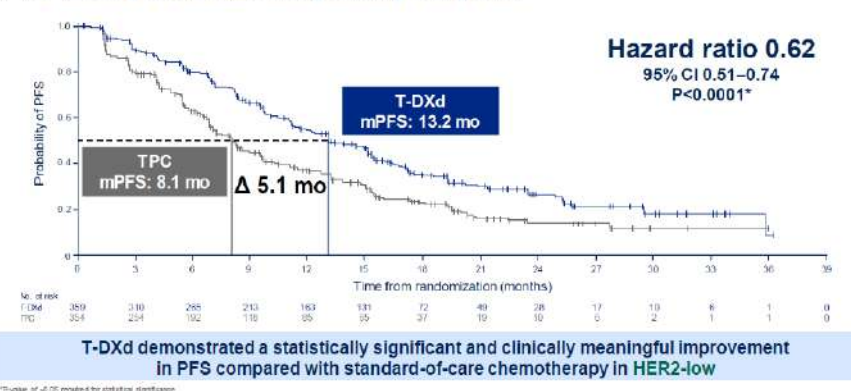 Hazard ratio 0.62
95% CI 0.51–0.74
P<0.0001*
Probability of PFS
1.0
0.8
0.6
0.4
0.2
0
T-DXd
mPFS: 13.2 mo
TPC
mPFS: 8.1 mo
Δ 5.1 mo
0 3 6 9 12 15 18 21 24 27 30 33 36 39
Time from randomization (months)
No. at risk
T-DXd 359 310 265 213 163 131 72 49 28 17 10 6 1 0
TPC 354 254 192 118 85 65 37 19 10 6 2 1 1 0
T-DXd demonstrated a statistically significant and clinically meaningful improvement
in PFS compared with standard-of-care chemotherapy in HER2-low